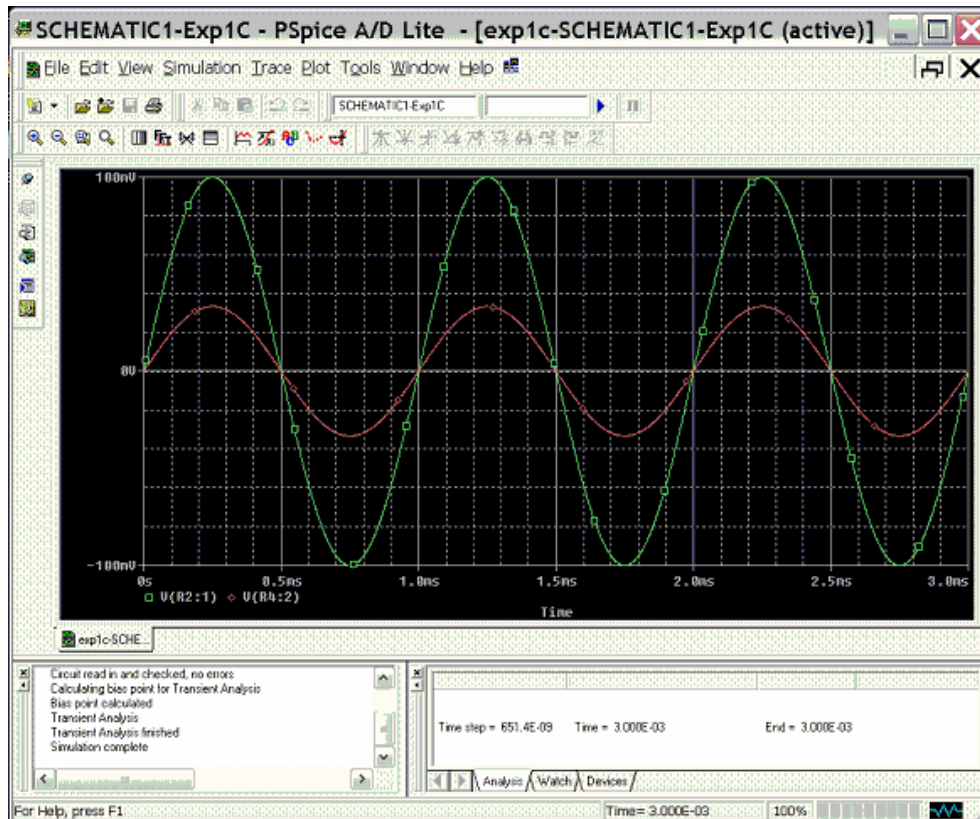 SCHEMATIC1-Exp1C - PSpice A/D Lite - [exp1c-SCHEMATIC1-Exp1C (active)]
File Edit View Simulation Trace Plot Tools Window Help
SCHEMATIC1-Exp1C
100mV
0V
-100mV
0s 0.5ms 1.0ms 1.5ms 2.0ms 2.5ms 3.0ms
V(R2:1) V(R4:2)
Time
exp1c-SCHE...
Circuit read in and checked, no errors
Calculating bias point for Transient Analysis
Bias point calculated
Transient Analysis
Transient Analysis finished
Simulation complete
Time step = 651.4E-09 Time = 3.000E-03 End = 3.000E-03
Analysis Watch Devices
For Help, press F1 Time= 3.000E-03 100%